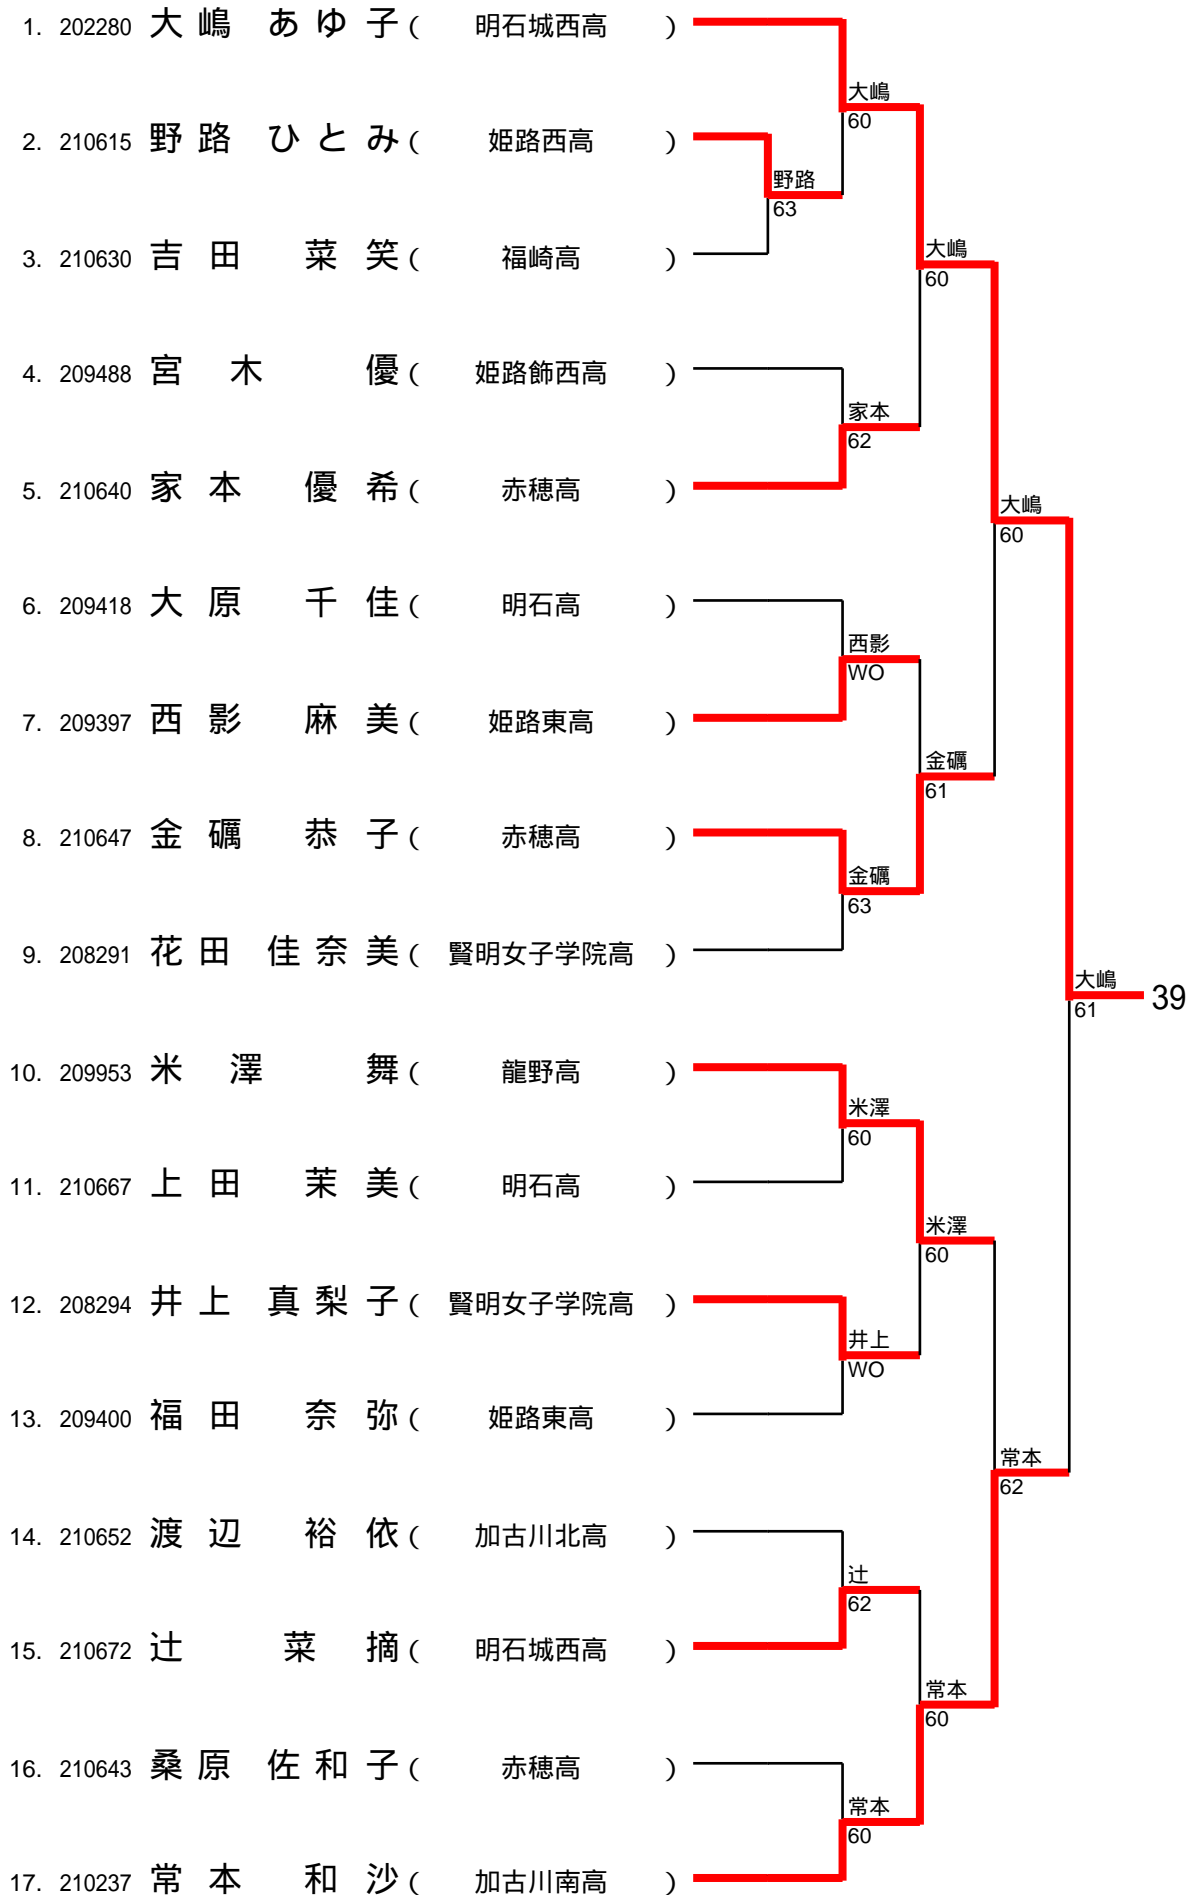 1. 202280 大嶋 あゆ子 ( 明石城西高 )
大嶋
60
2. 210615 野路 ひとみ ( 姫路西高 )
野路
63
3. 210630 吉田 菜笑 ( 福崎高 )
大嶋
60
4. 209488 宮木 優 ( 姫路飾西高 )
家本
62
5. 210640 家本 優希 ( 赤穂高 )
大嶋
60
6. 209418 大原 千佳 ( 明石高 )
西影
WO
7. 209397 西影 麻美 ( 姫路東高 )
金礪
61
8. 210647 金礪 恭子 ( 赤穂高 )
金礪
63
9. 208291 花田 佳奈美 ( 賢明女子学院高 )
大嶋
61
39
10. 209953 米澤 舞 ( 龍野高 )
米澤
60
11. 210667 上田 茉美 ( 明石高 )
米澤
60
12. 208294 井上 真梨子 ( 賢明女子学院高 )
井上
WO
13. 209400 福田 奈弥 ( 姫路東高 )
常本
62
14. 210652 渡辺 裕依 ( 加古川北高 )
辻
62
15. 210672 辻 菜摘 ( 明石城西高 )
常本
60
16. 210643 桑原 佐和子 ( 赤穂高 )
常本
60
17. 210237 常本 和沙 ( 加古川南高 )